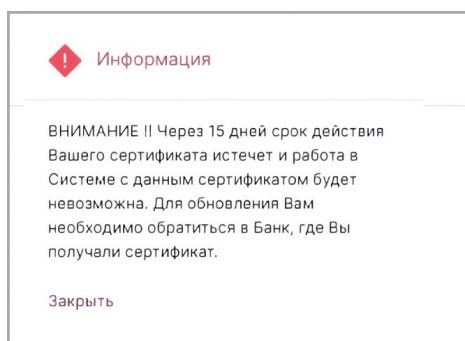 Информация
ВНИМАНИЕ !! Через 15 дней срок действия
Вашего сертификата истечет и работа в
Системе с данным сертификатом будет
невозможна. Для обновления Вам
необходимо обратиться в Банк, где Вы
получали сертификат.
Закрыть